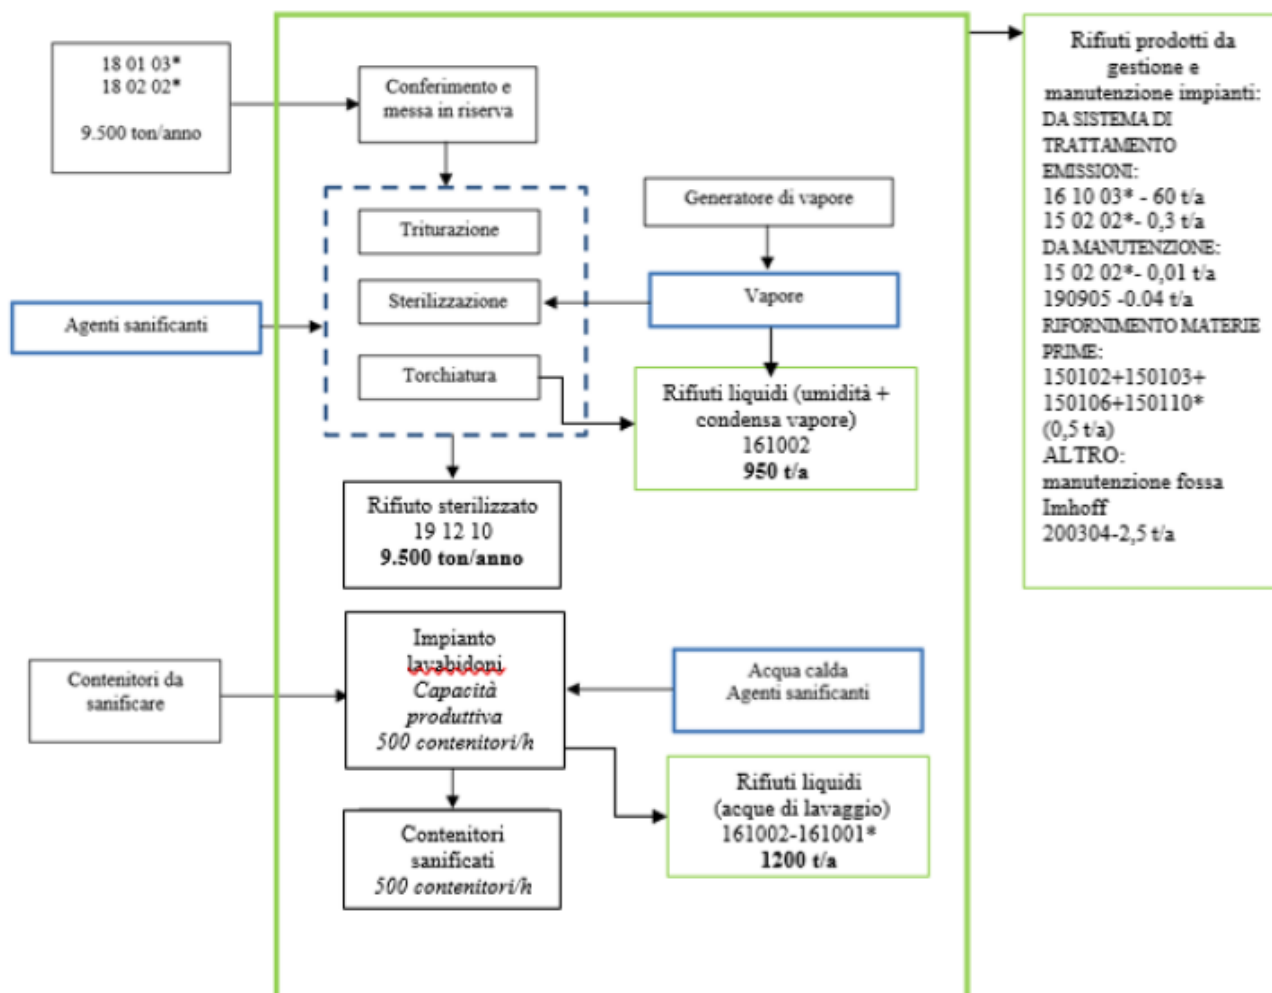 18 01 03*
18 02 02*
9.500 ton/anno
Conferimento e
messa in riserva
Triturazione
Sterilizzazione
Torchiatura
Agenti sanificanti
Generatore di vapore
Vapore
Rifiuti liquidi (umidità +
condensa vapore)
161002
950 t/a
Rifiuto sterilizzato
19 12 10
9.500 ton/anno
Contenitori da
sanificare
Impianto
lavabidoni
Capacità
produttiva
500 contenitori/h
Acqua calda
Agenti sanificanti
Rifiuti liquidi
(acque di lavaggio)
161002-161001*
1200 t/a
Contenitori
sanificati
500 contenitori/h
Rifiuti prodotti da
gestione e
manutenzione impianti:
DA SISTEMA DI
TRATTAMENTO
EMISSIONI:
16 10 03* - 60 t/a
15 02 02*- 0,3 t/a
DA MANUTENZIONE:
15 02 02*- 0,01 t/a
190905 -0.04 t/a
RIFORNIMENTO MATERIE
PRIME:
150102+150103+
150106+150110*
(0,5 t/a)
ALTRO:
manutenzione fossa
Imhoff
200304-2,5 t/a